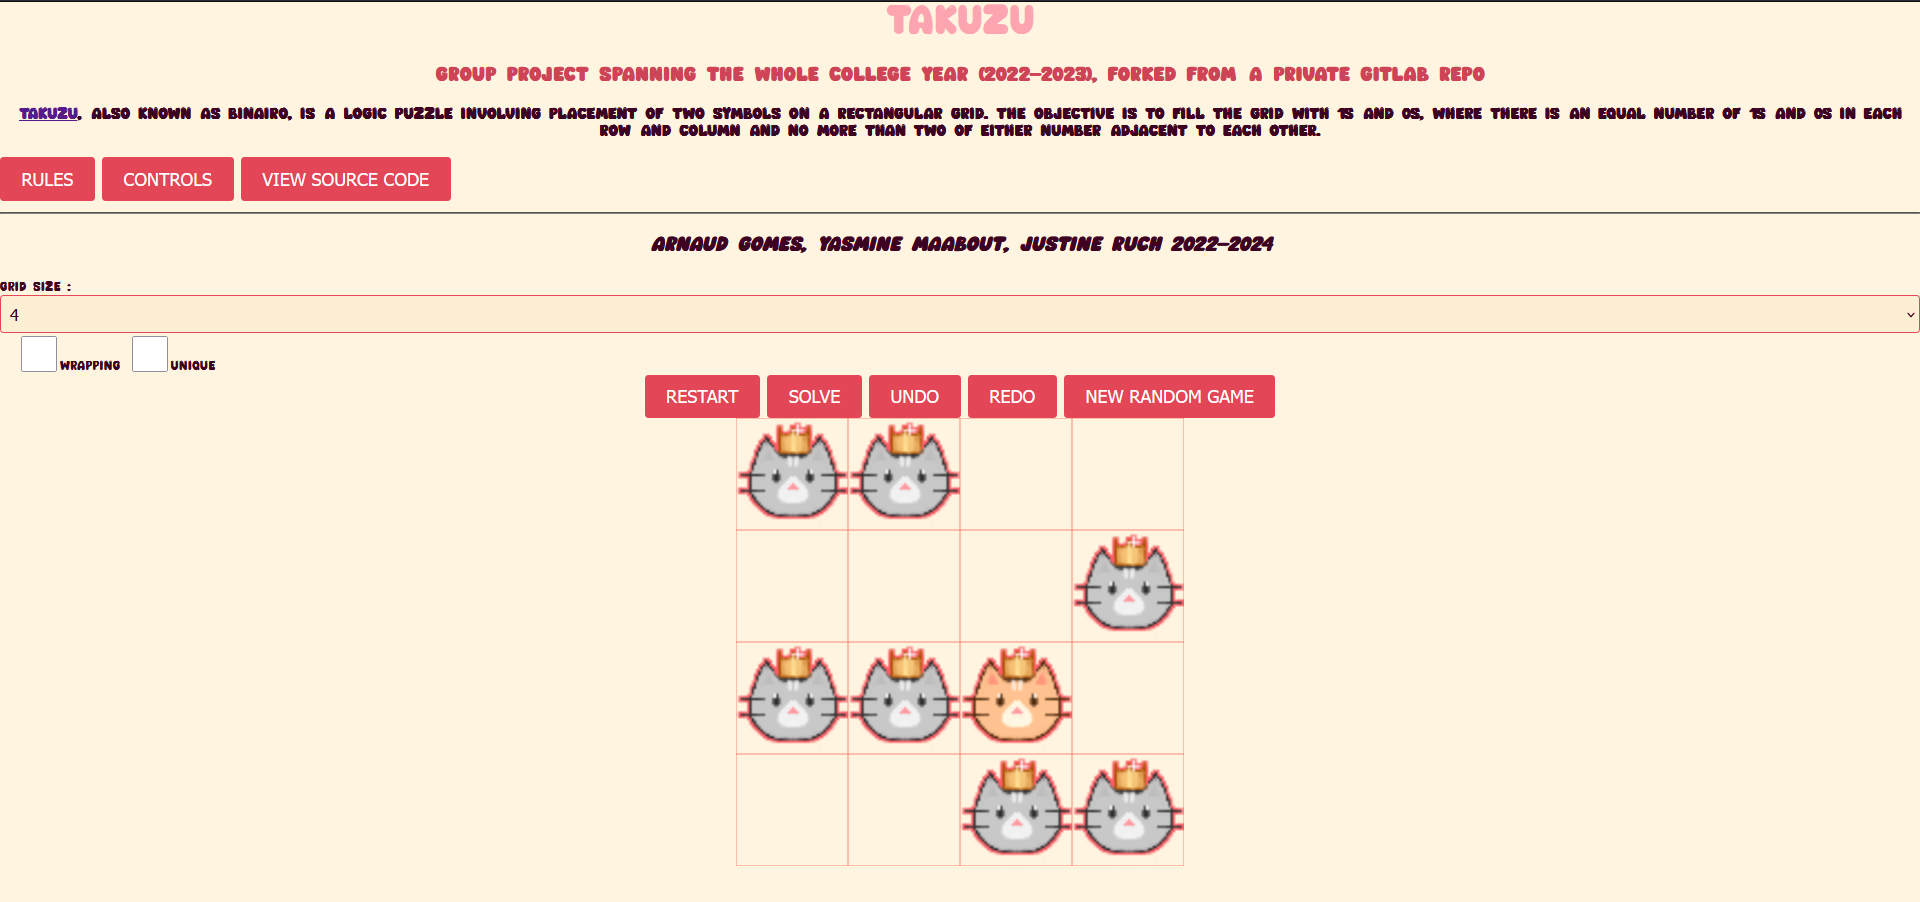 TAKUZU
GROUP PROJECT SPANNING THE WHOLE COLLEGE YEAR (2022-2023), FORKED FROM A PRIVATE GITLAB REPO
TAKUZU, ALSO KNOWN AS BINAIRO, IS A LOGIC PUZZLE INVOLVING PLACEMENT OF TWO SYMBOLS ON A RECTANGULAR GRID. THE OBJECTIVE IS TO FILL THE GRID WITH 1S AND 0S, WHERE THERE IS AN EQUAL NUMBER OF 1S AND 0S IN EACH
ROW AND COLUMN AND NO MORE THAN TWO OF EITHER NUMBER ADJACENT TO EACH OTHER.
RULES CONTROLS VIEW SOURCE CODE
ARNAUD GOMES, YASMINE MAABOUT, JUSTINE RUCH 2022-2024
GRID SIZE :
4
WRAPPING UNIQUE
RESTART SOLVE UNDO REDO NEW RANDOM GAME